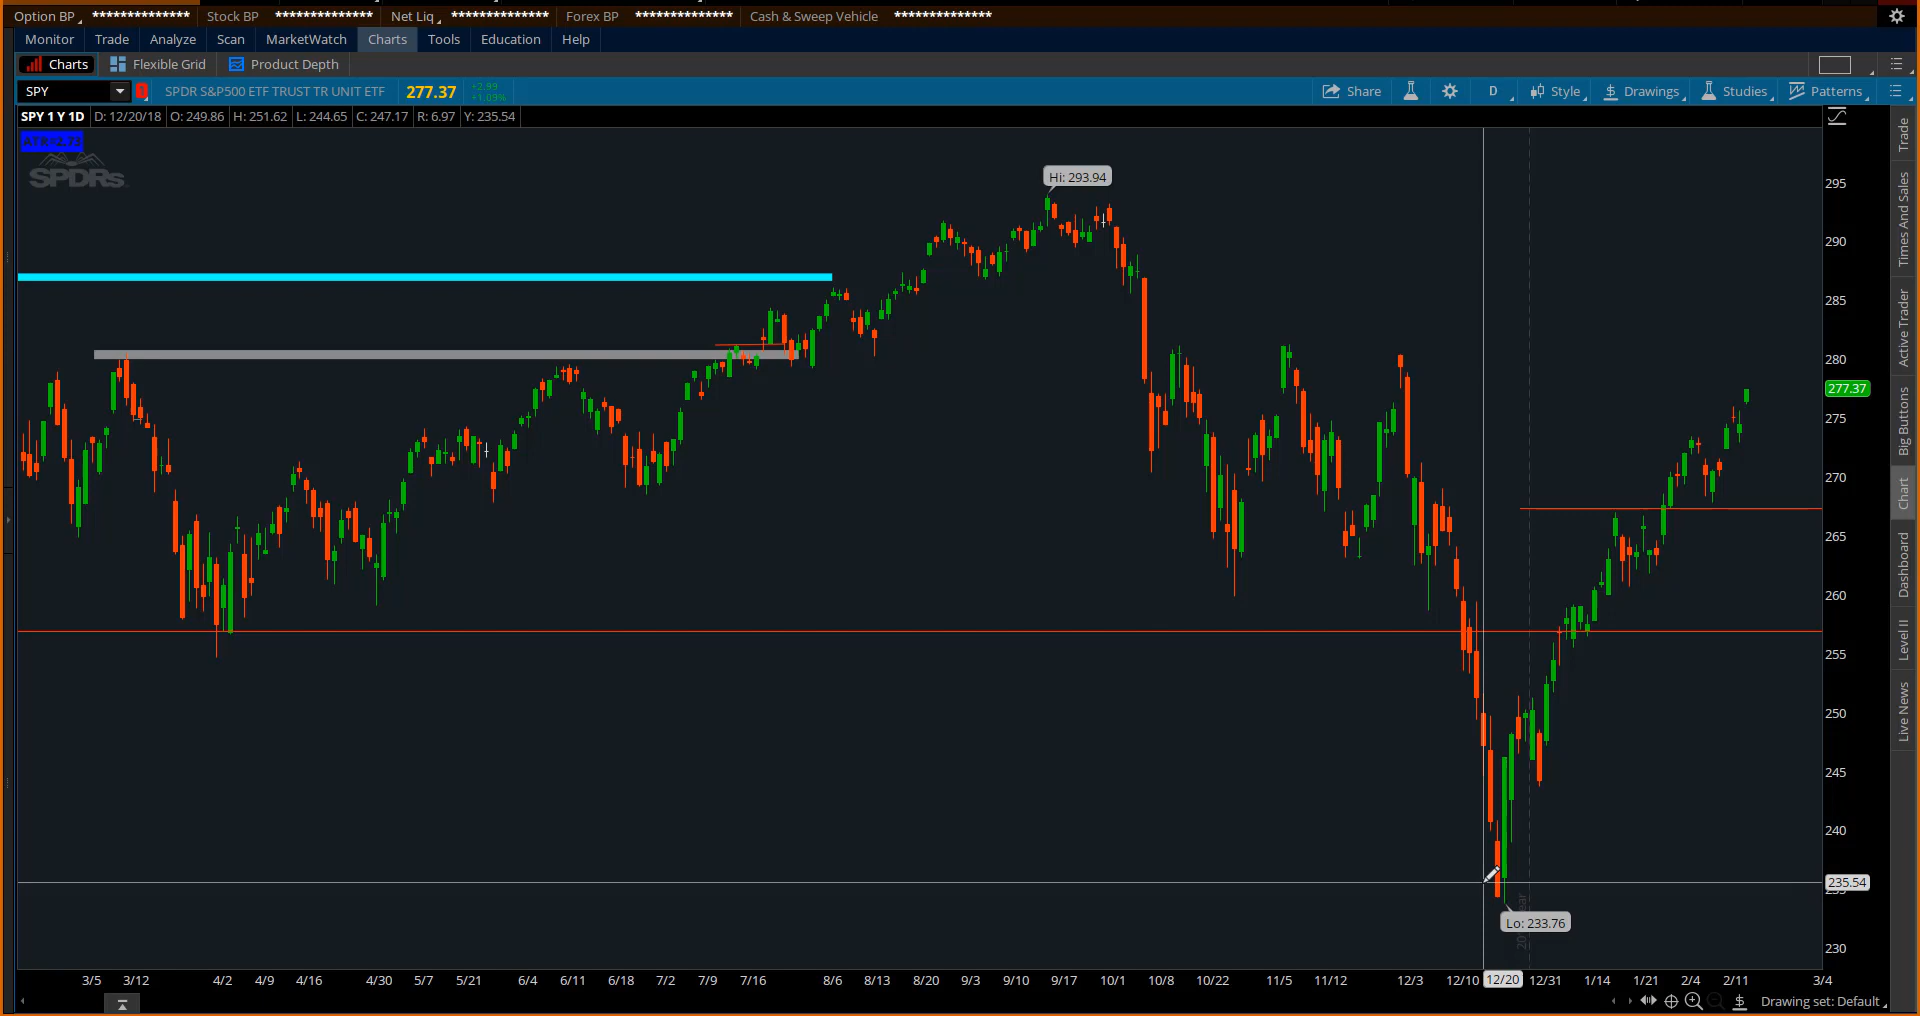 Option BP ************** Stock BP ************** Net Liq ************** Forex BP ************** Cash & Sweep Vehicle **************
Monitor Trade Analyze Scan MarketWatch Charts Tools Education Help
Charts Flexible Grid Product Depth
SPY SPDR S&P500 ETF TRUST TR UNIT ETF 277.37 +2.99 +1.09% Share D Style Drawings Studies Patterns
SPY 1 Y 1D D: 12/20/18 O: 249.86 H: 251.62 L: 244.65 C: 247.17 R: 6.97 Y: 235.54
SPDRs
Hi: 293.94
295
290
285
280
277.37
275
270
265
260
255
250
245
240
235.54
Lo: 233.76
230
3/5 3/12 4/2 4/9 4/16 4/30 5/7 5/21 6/4 6/11 6/18 7/2 7/9 7/16 8/6 8/13 8/20 9/3 9/10 9/17 10/1 10/8 10/22 11/5 11/12 12/3 12/10 12/20 12/31 1/14 1/21 2/4 2/11 3/4
Drawing set: Default
Trade
Times And Sales
Active Trader
Big Buttons
Chart
Dashboard
Level II
Live News